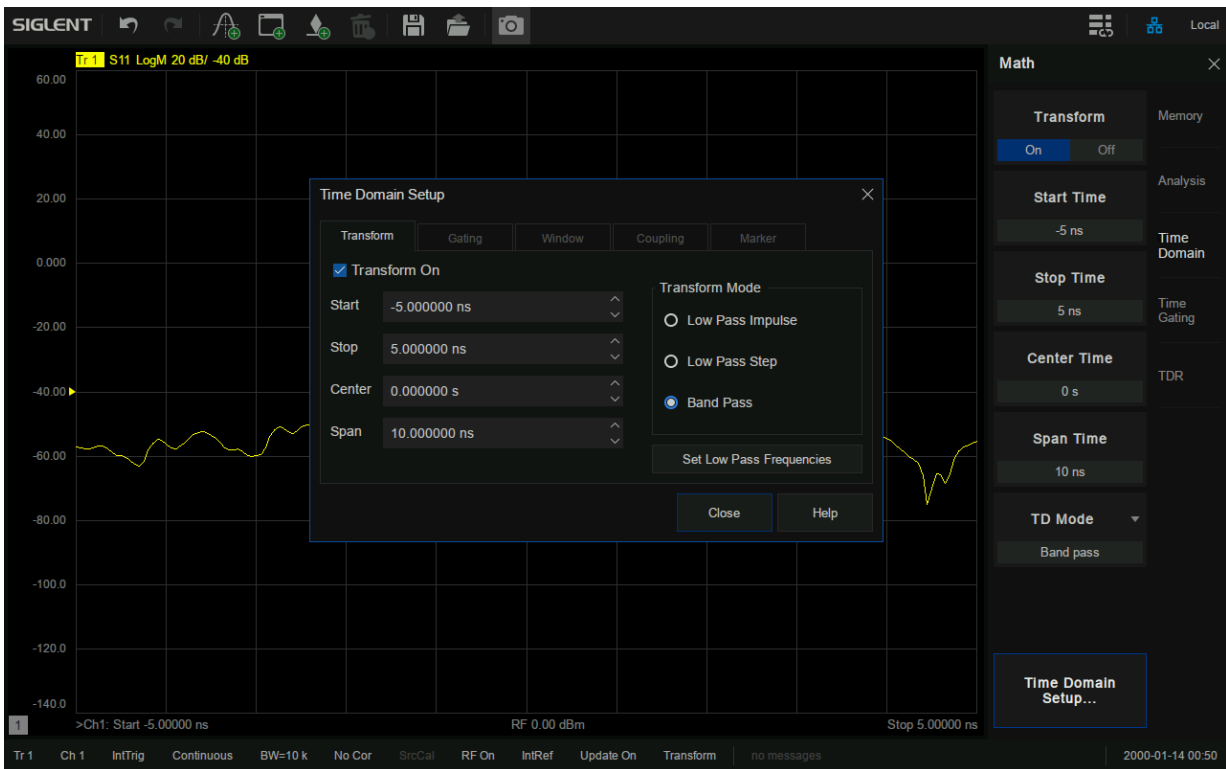 SIGLENT
Local
Tr 1 S11 LogM 20 dB/ -40 dB
60.00
40.00
20.00
0.000
-20.00
-40.00
-60.00
-80.00
-100.0
-120.0
-140.0
1
>Ch1: Start -5.00000 ns
RF 0.00 dBm
Stop 5.00000 ns
Time Domain Setup
Transform
Gating
Window
Coupling
Marker
Transform On
Start
-5.000000 ns
Stop
5.000000 ns
Center
0.000000 s
Span
10.000000 ns
Transform Mode
Low Pass Impulse
Low Pass Step
Band Pass
Set Low Pass Frequencies
Close
Help
Math
Transform
On
Off
Start Time
-5 ns
Stop Time
5 ns
Center Time
0 s
Span Time
10 ns
TD Mode
Band pass
Time Domain
Setup...
Memory
Analysis
Time
Domain
Time
Gating
TDR
Tr 1
Ch 1
IntTrig
Continuous
BW=10 k
No Cor
SrcCal
RF On
IntRef
Update On
Transform
no messages
2000-01-14 00:50